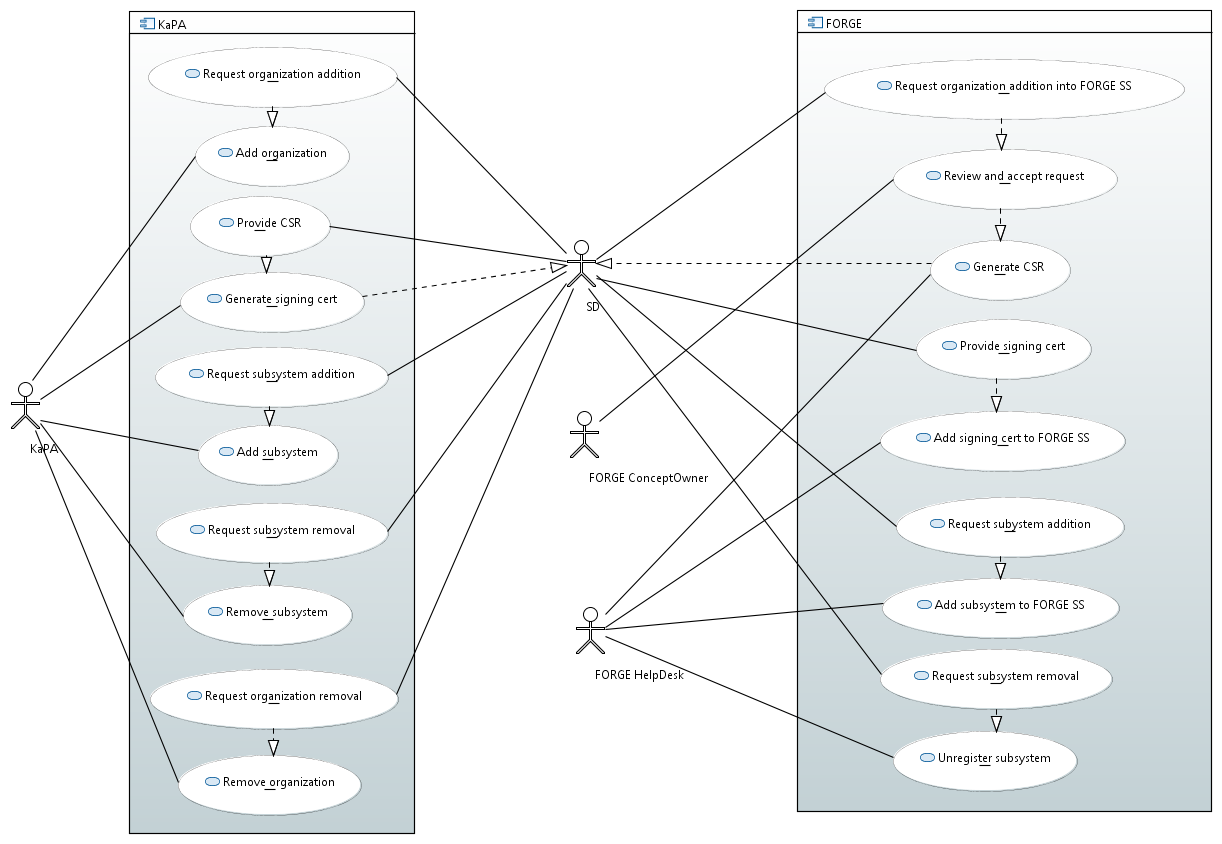 KaPA
Request organization addition
Add organization
Provide CSR
Generate signing cert
Request subsystem addition
Add subsystem
Request subsystem removal
Remove subsystem
Request organization removal
Remove organization
KaPA
SD
FORGE ConceptOwner
FORGE HelpDesk
FORGE
Request organization addition into FORGE SS
Review and accept request
Generate CSR
Provide signing cert
Add signing cert to FORGE SS
Request subystem addition
Add subsystem to FORGE SS
Request subsystem removal
Unregister subsystem